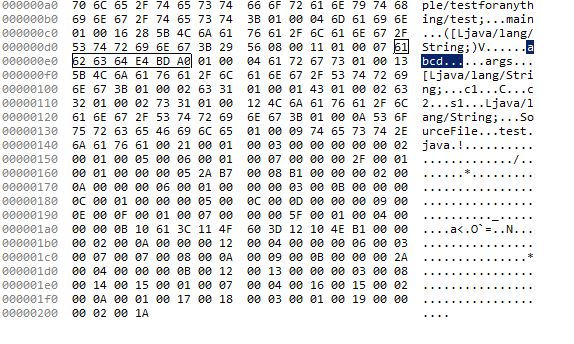 000000a0 70 6C 65 2F 74 65 73 74 66 6F 72 61 6E 79 74 68 ple/testforanyth
000000b0 69 6E 67 2F 74 65 73 74 3B 01 00 04 6D 61 69 6E ing/test;...main
000000c0 01 00 16 28 5B 4C 6A 61 76 61 2F 6C 61 6E 67 2F ...([Ljava/lang/
000000d0 53 74 72 69 6E 67 3B 29 56 08 00 11 01 00 07 61 String;)V......a
000000e0 62 63 64 E4 BD A0 01 00 04 61 72 67 73 01 00 13 bcd......args...
000000f0 5B 4C 6A 61 76 61 2F 6C 61 6E 67 2F 53 74 72 69 [Ljava/lang/Stri
00000100 6E 67 3B 01 00 02 63 31 01 00 01 43 01 00 02 63 ng;...c1...C...c
00000110 32 01 00 02 73 31 01 00 12 4C 6A 61 76 61 2F 6C 2...s1...Ljava/l
00000120 61 6E 67 2F 53 74 72 69 6E 67 3B 01 00 0A 53 6F ang/String;...So
00000130 75 72 63 65 46 69 6C 65 01 00 09 74 65 73 74 2E urceFile...test.
00000140 6A 61 76 61 00 21 00 01 00 03 00 00 00 00 00 02 java.!..........
00000150 00 01 00 05 00 06 00 01 00 07 00 00 00 2F 00 01 ............./..
00000160 00 01 00 00 00 05 2A B7 00 08 B1 00 00 00 02 00 ......*.........
00000170 0A 00 00 00 06 00 01 00 00 00 03 00 0B 00 00 00 ................
00000180 0C 00 01 00 00 00 05 00 0C 00 0D 00 00 00 09 00 ................
00000190 0E 00 0F 00 01 00 07 00 00 00 5F 00 01 00 04 00 .........._.....
000001a0 00 00 0B 10 61 3C 11 4F 60 3D 12 10 4E B1 00 00 ....a<.O`=..N...
000001b0 00 02 00 0A 00 00 00 12 00 04 00 00 00 06 00 03 ................
000001c0 00 07 00 07 00 08 00 0A 00 09 00 0B 00 00 00 2A ...............*
000001d0 00 04 00 00 00 0B 00 12 00 13 00 00 00 03 00 08 ................
000001e0 00 14 00 15 00 01 00 07 00 04 00 16 00 15 00 02 ................
000001f0 00 0A 00 01 00 17 00 18 00 03 00 01 00 19 00 00 ................
00000200 00 02 00 1A ....